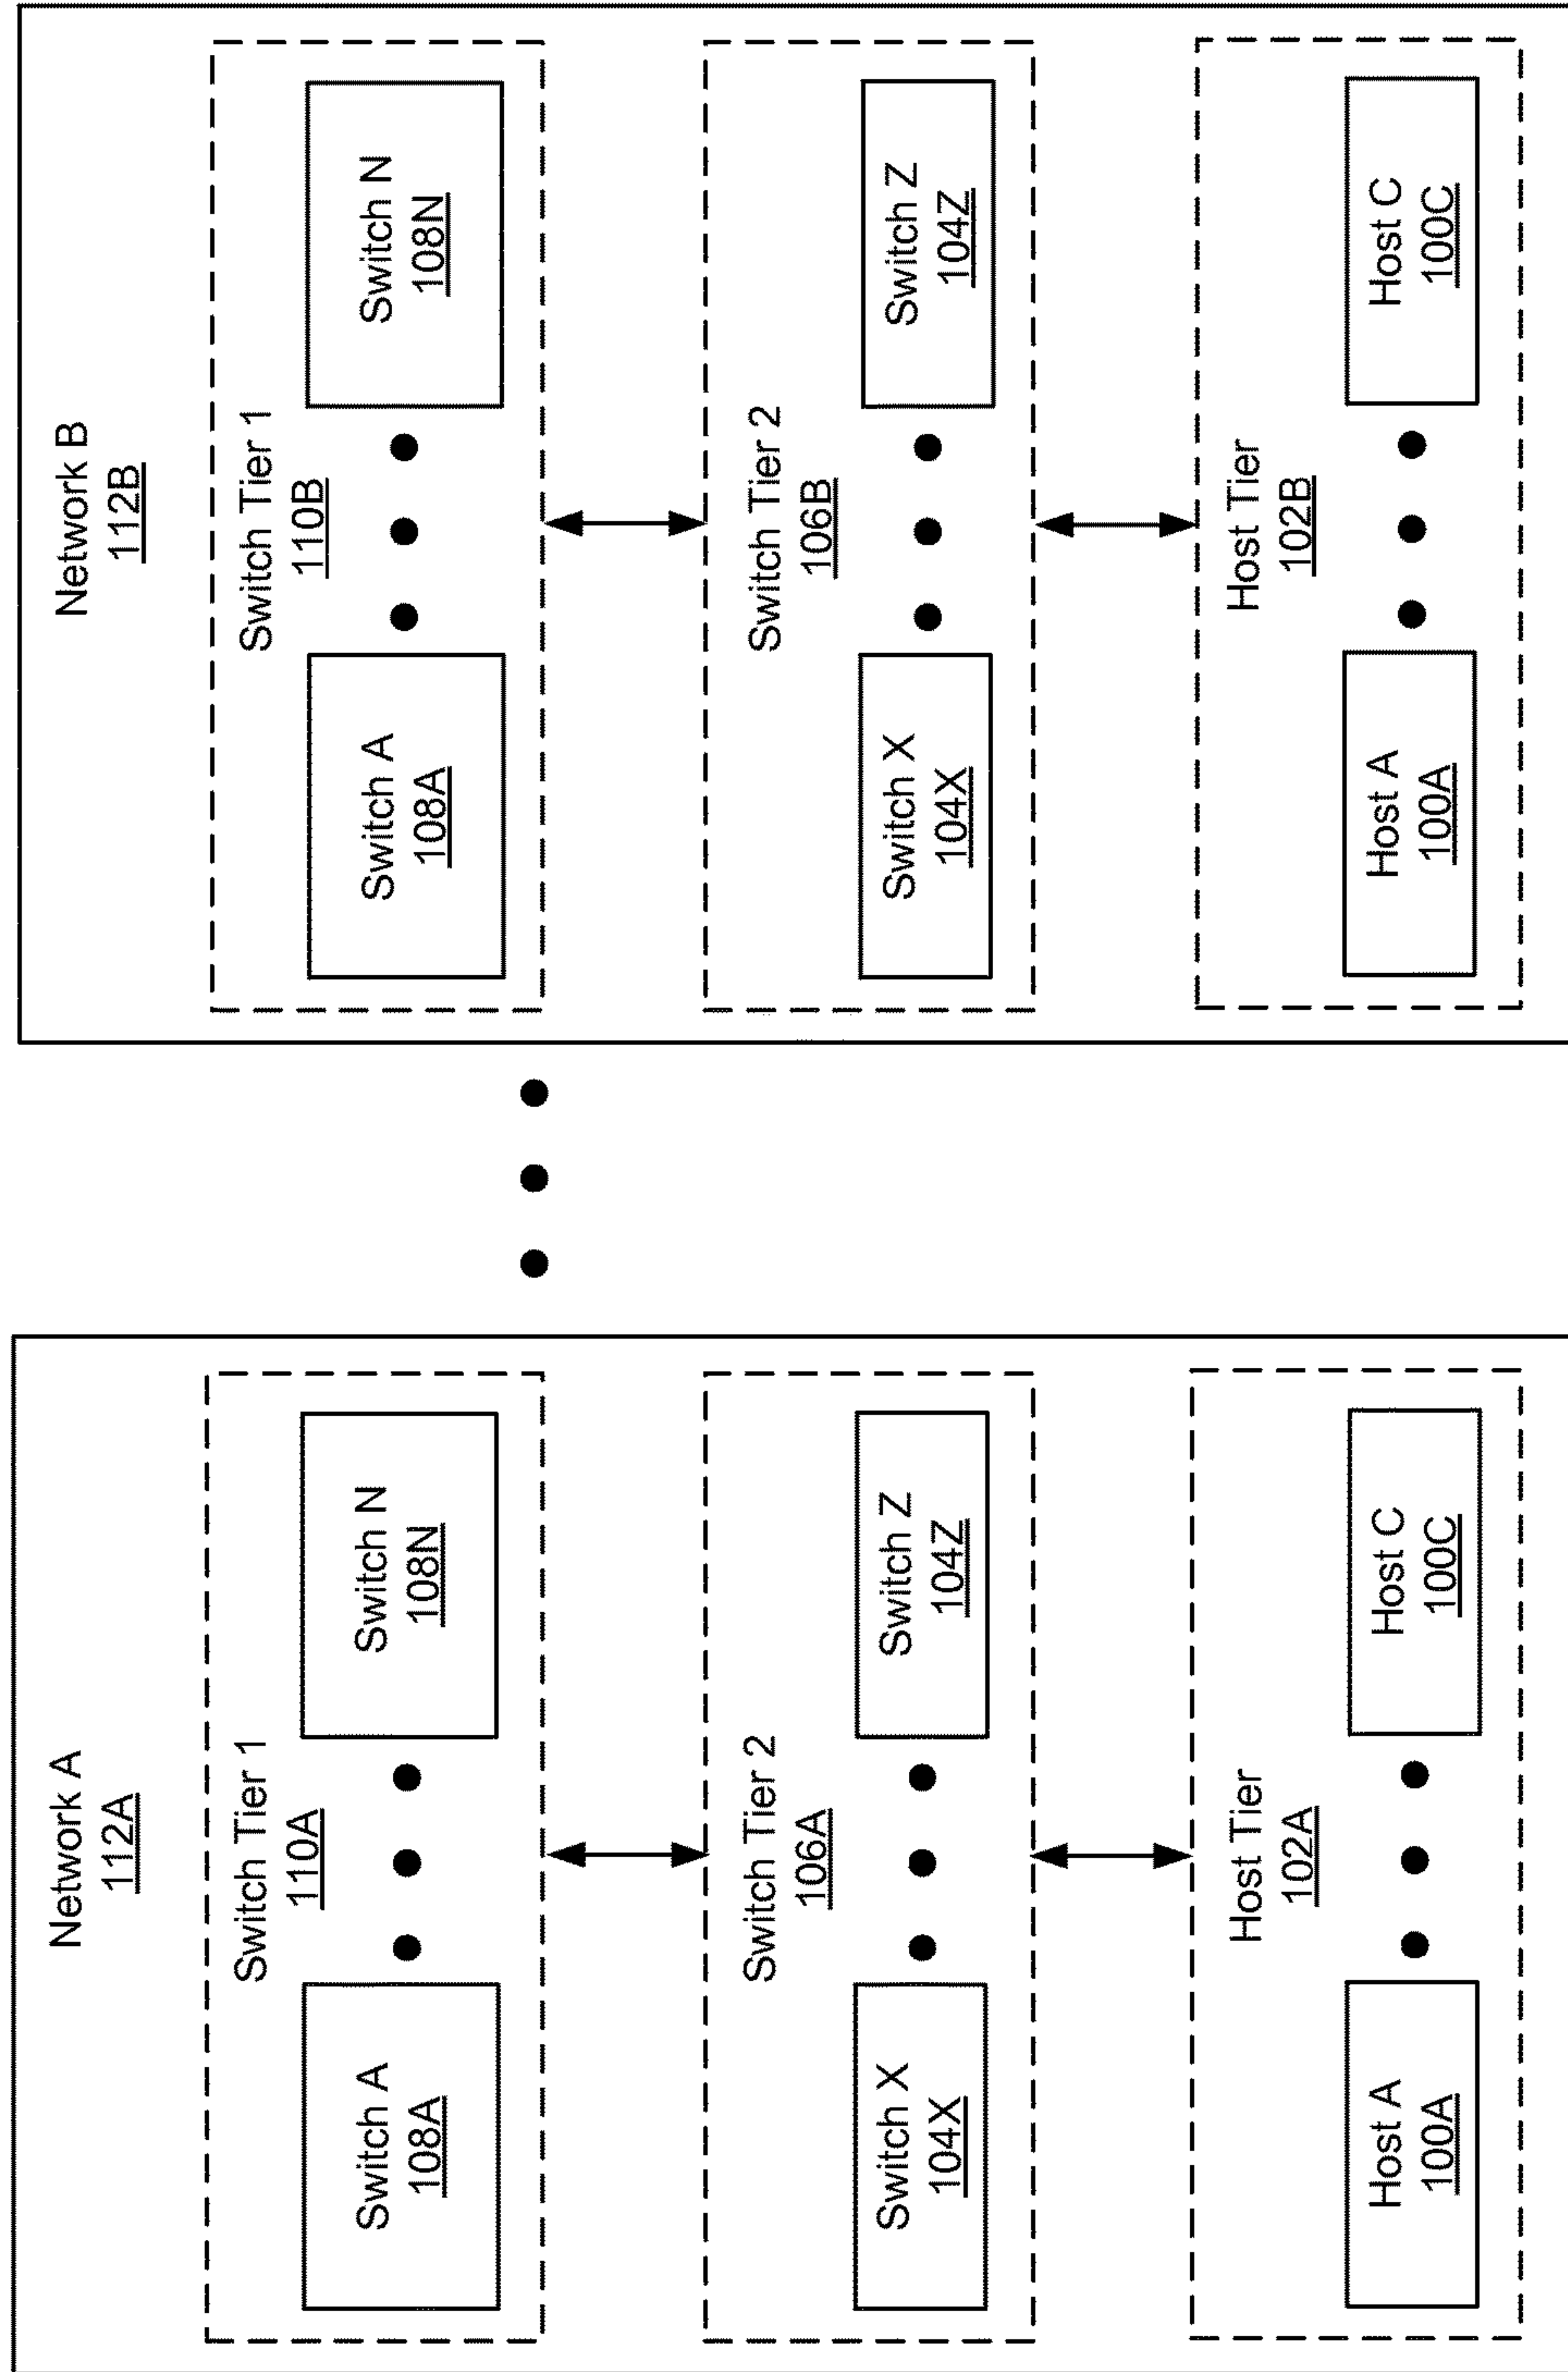 Network A
112A
Switch Tier 1
110A
Switch A
108A
Switch N
108N
Switch Tier 2
106A
Switch X
104X
Switch Z
104Z
Host Tier
102A
Host A
100A
Host C
100C
Network B
112B
Switch Tier 1
110B
Switch A
108A
Switch N
108N
Switch Tier 2
106B
Switch X
104X
Switch Z
104Z
Host Tier
102B
Host A
100A
Host C
100C